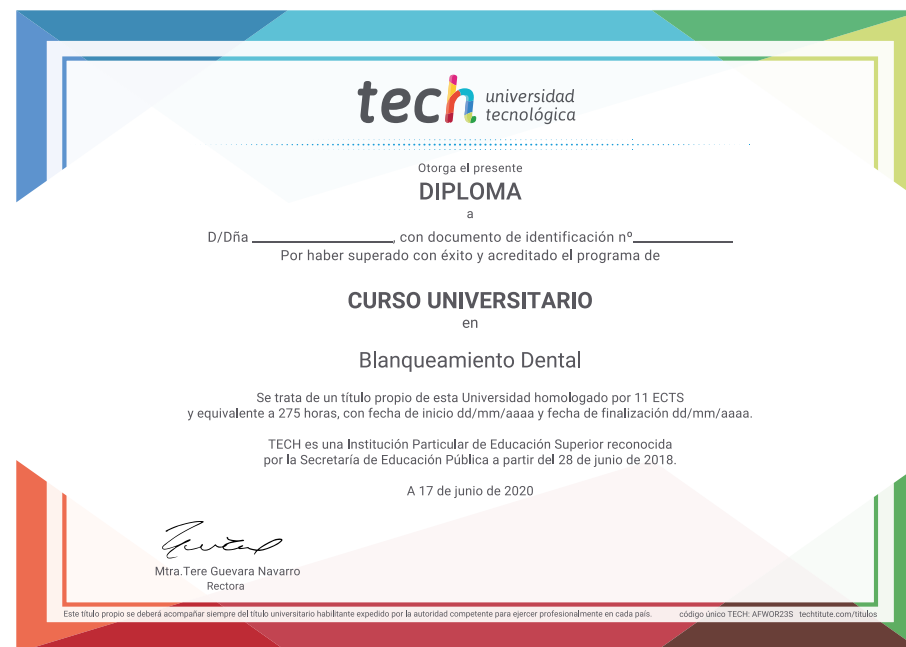 tech universidad
tecnológica
Otorga el presente
DIPLOMA
a
D/Dña ____________________, con documento de identificación nº______________
Por haber superado con éxito y acreditado el programa de
CURSO UNIVERSITARIO
en
Blanqueamiento Dental
Se trata de un título propio de esta Universidad homologado por 11 ECTS
y equivalente a 275 horas, con fecha de inicio dd/mm/aaaa y fecha de finalización dd/mm/aaaa.
TECH es una Institución Particular de Educación Superior reconocida
por la Secretaría de Educación Pública a partir del 28 de junio de 2018.
A 17 de junio de 2020
Mtra.Tere Guevara Navarro
Rectora
Este título propio se deberá acompañar siempre del título universitario habilitante expedido por la autoridad competente para ejercer profesionalmente en cada país. código único TECH: AFWOR23S techtitute.com/títulos